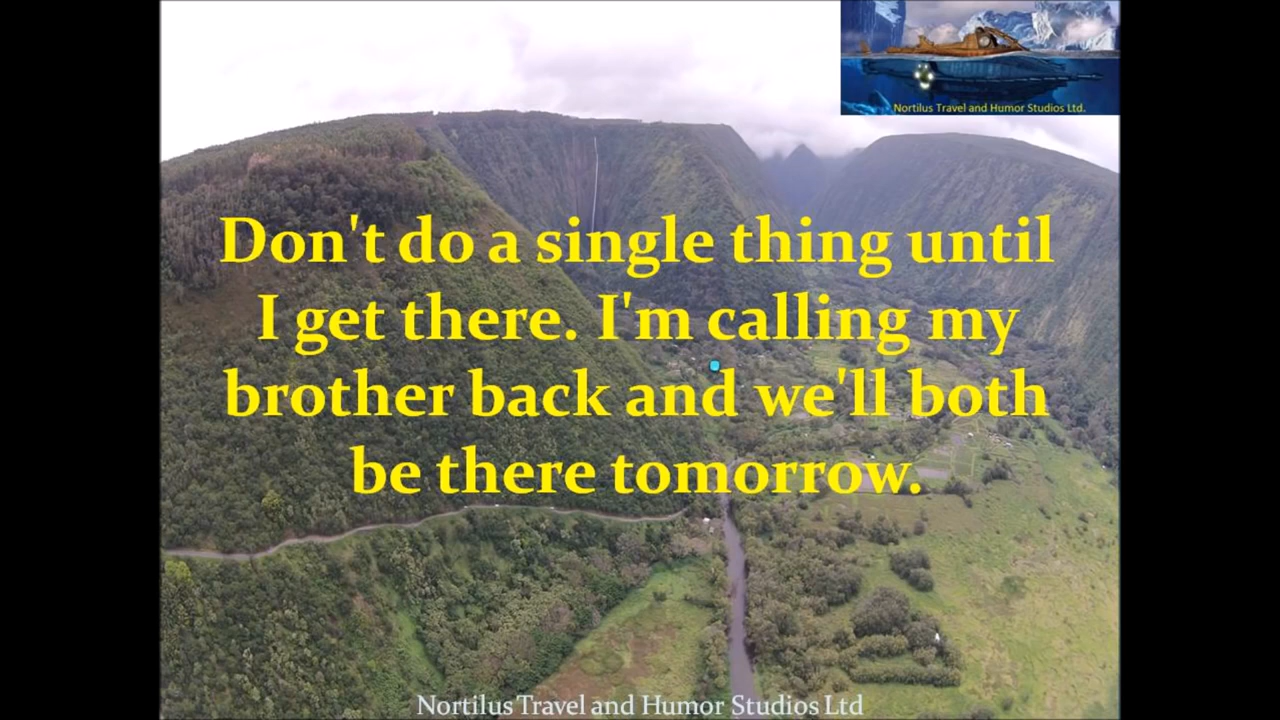 Nortilus Travel and Humor Studios Ltd.
Don't do a single thing until
I get there. I'm calling my
brother back and we'll both
be there tomorrow.
Nortilus Travel and Humor Studios Ltd